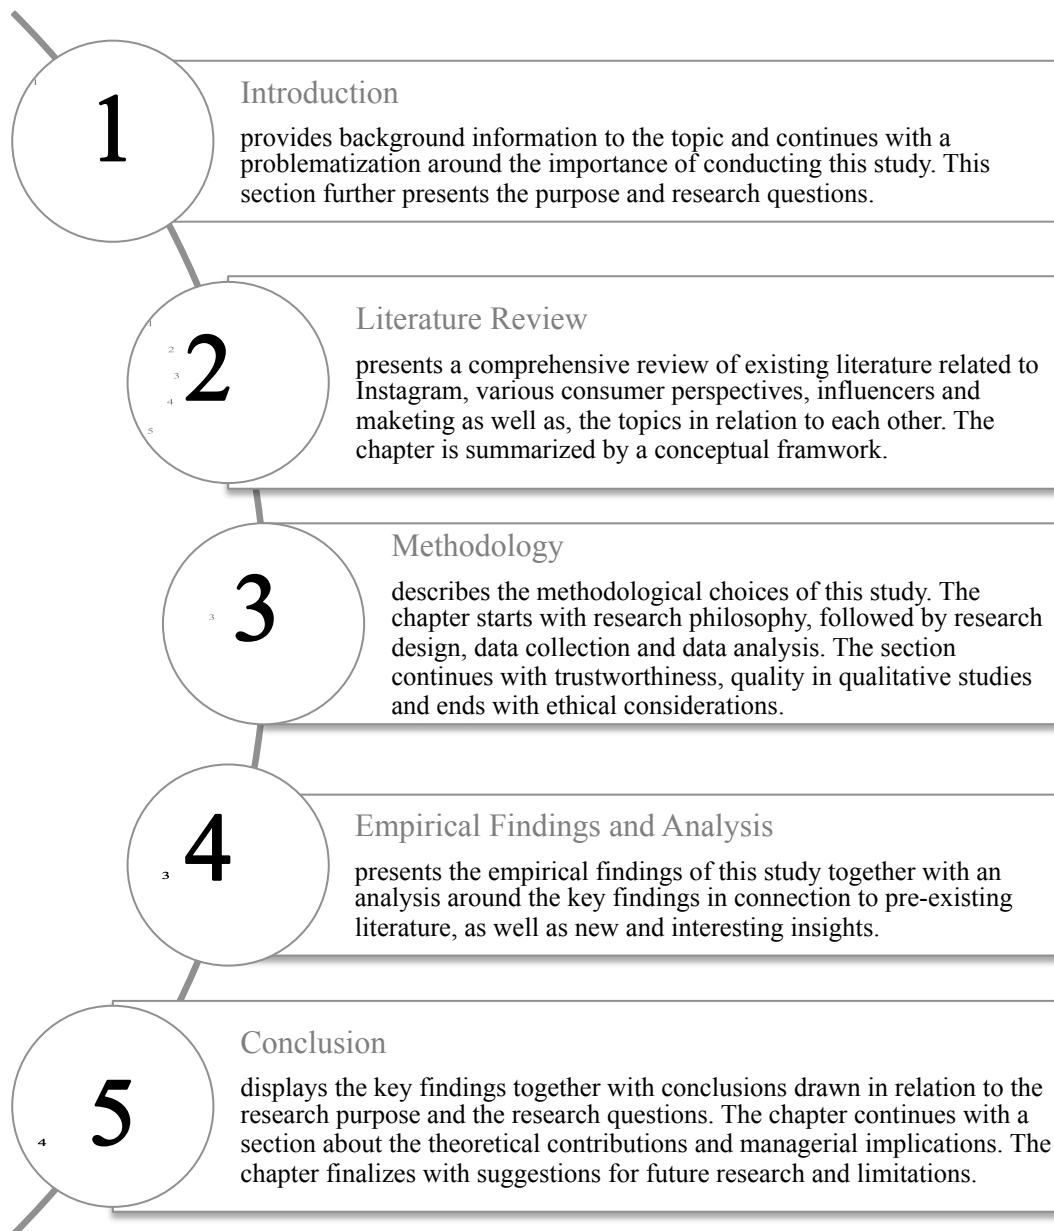 1
1
Introduction
provides background information to the topic and continues with a
problematization around the importance of conducting this study. This
section further presents the purpose and research questions.
1
2
2
3
4
5
Literature Review
presents a comprehensive review of existing literature related to
Instagram, various consumer perspectives, influencers and
maketing as well as, the topics in relation to each other. The
chapter is summarized by a conceptual framwork.
3
3
Methodology
describes the methodological choices of this study. The
chapter starts with research philosophy, followed by research
design, data collection and data analysis. The section
continues with trustworthiness, quality in qualitative studies
and ends with ethical considerations.
4
3
Empirical Findings and Analysis
presents the empirical findings of this study together with an
analysis around the key findings in connection to pre-existing
literature, as well as new and interesting insights.
5
4
Conclusion
displays the key findings together with conclusions drawn in relation to the
research purpose and the research questions. The chapter continues with a
section about the theoretical contributions and managerial implications. The
chapter finalizes with suggestions for future research and limitations.